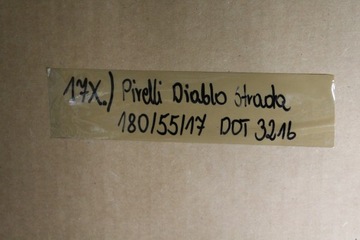 17X.) Pirelli Diablo Strada
180/55/17 DOT 3216